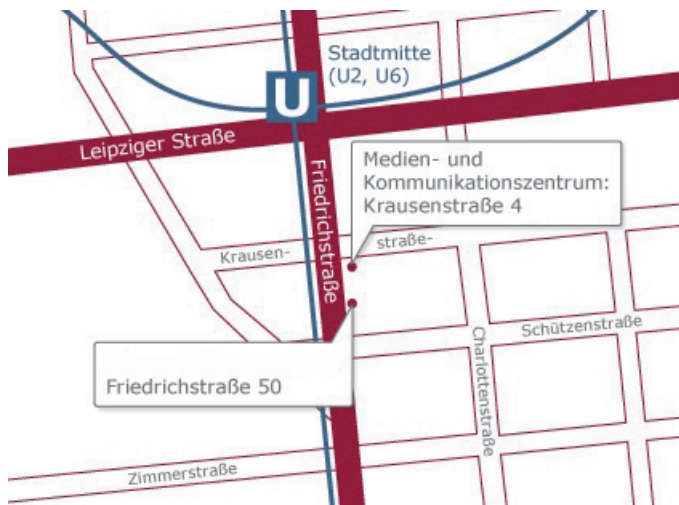 Stadtmitte
(U2, U6)
U
Leipziger Straße
Medien- und
Kommunikationszentrum:
Krausenstraße 4
Friedrichstraße
Krausen-
straße-
Schützenstraße
Charlottenstraße
Friedrichstraße 50
Zimmerstraße